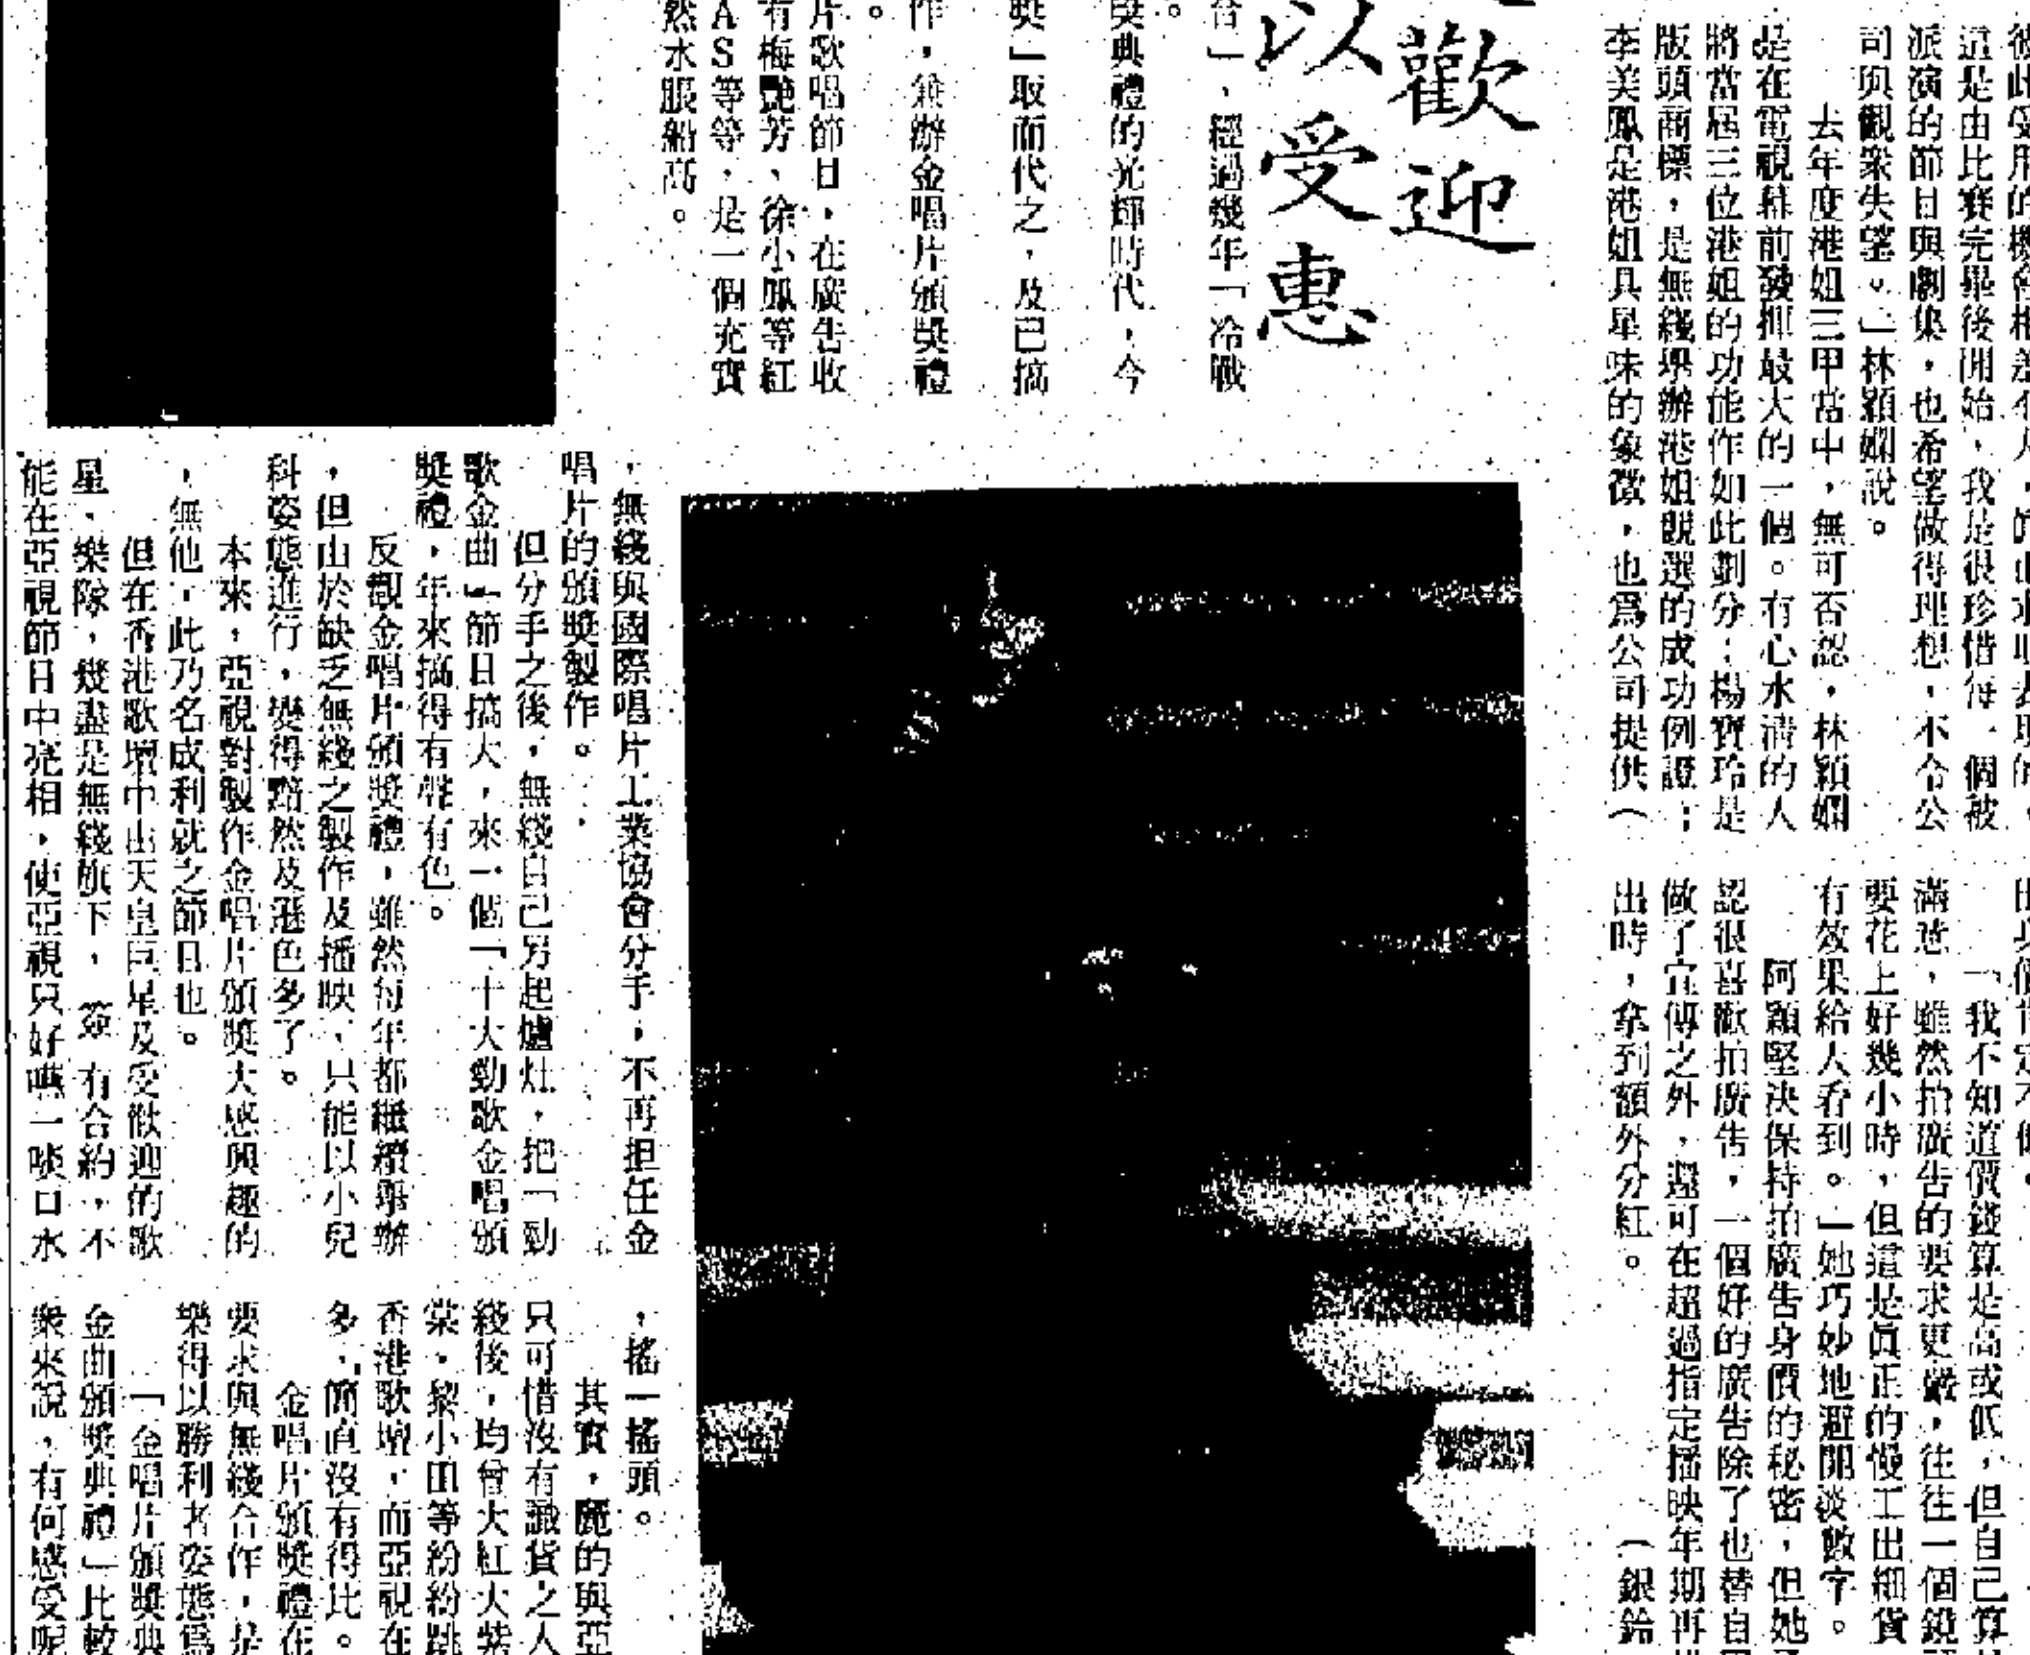 歡迎
以受惠
這是由比賽完畢後開始，我是很珍惜每一個被
派演的節目與劇集，也希望做得理想，不令公
司與觀衆失望。」林穎嫻說。
去年度港姐三甲當中，無可否認，林穎嫻
是在電視幕前發揮最大的一個。有心水清的人
將當屆三位港姐的功能作如此劃分：楊寶玲是
版頭商標，是無綫舉辦港姐競選的成功例證；
李美鳳是港姐具星味的象徵，也爲公司提供（
「我不知道價錢算是高或低，但自己算
滿意，雖然拍廣告的要求更嚴，往往一個鏡
要花上好幾小時，但這是眞正的慢工出細貨
有效果給人看到。」她巧妙地避開談數字。
阿穎堅決保持拍廣告身價的秘密，但她
認很喜歡拍廣告，一個好的廣告除了也替自
做了宣傳之外，還可在超過指定播映年期再
出時，拿到額外分紅。（銀鈴
台」，經過幾年「冷戰
。
獎典禮的光輝時代，今
獎」取而代之，及已搞
作，兼辦金唱片頒獎禮
。
片歌唱節目，在廣告收
有梅艷芳、徐小鳳等紅
AS等等，是一個充實
然水脹船高。
，無綫與國際唱片工業協會分手，不再担任金
唱片的頒獎製作。
但分手之後，無綫自己另起爐灶，把「勁
歌金曲」節目搞大，來一個「十大勁歌金唱頒
獎禮，年來搞得有聲有色。
反觀金唱片頒獎禮，雖然每年都繼續舉辦
，但由於缺乏無綫之製作及播映，只能以小兒
科姿態進行，變得黯然及遜色多了。
本來，亞視對製作金唱片頒獎大感興趣的
，無他，此乃名成利就之節目也。
但在香港歌壇中出天皇巨星及受歡迎的歌
星、樂隊，幾盡是無綫旗下，簽有合約，不
能在亞視節目中亮相，使亞視只好嚥一啖口水
，搖一搖頭。
其實，麗的與亞
只可惜沒有識貨之人
綫後，均曾大紅大紫
棠，黎小田等紛紛跳
香港歌壇，而亞視在
多，簡直沒有得比。
金唱片頒獎禮在
要求與無綫合作，是
樂得以勝利者姿態爲
「金唱片頒獎典
金曲頒獎典禮」比較
衆來說，有何感受呢